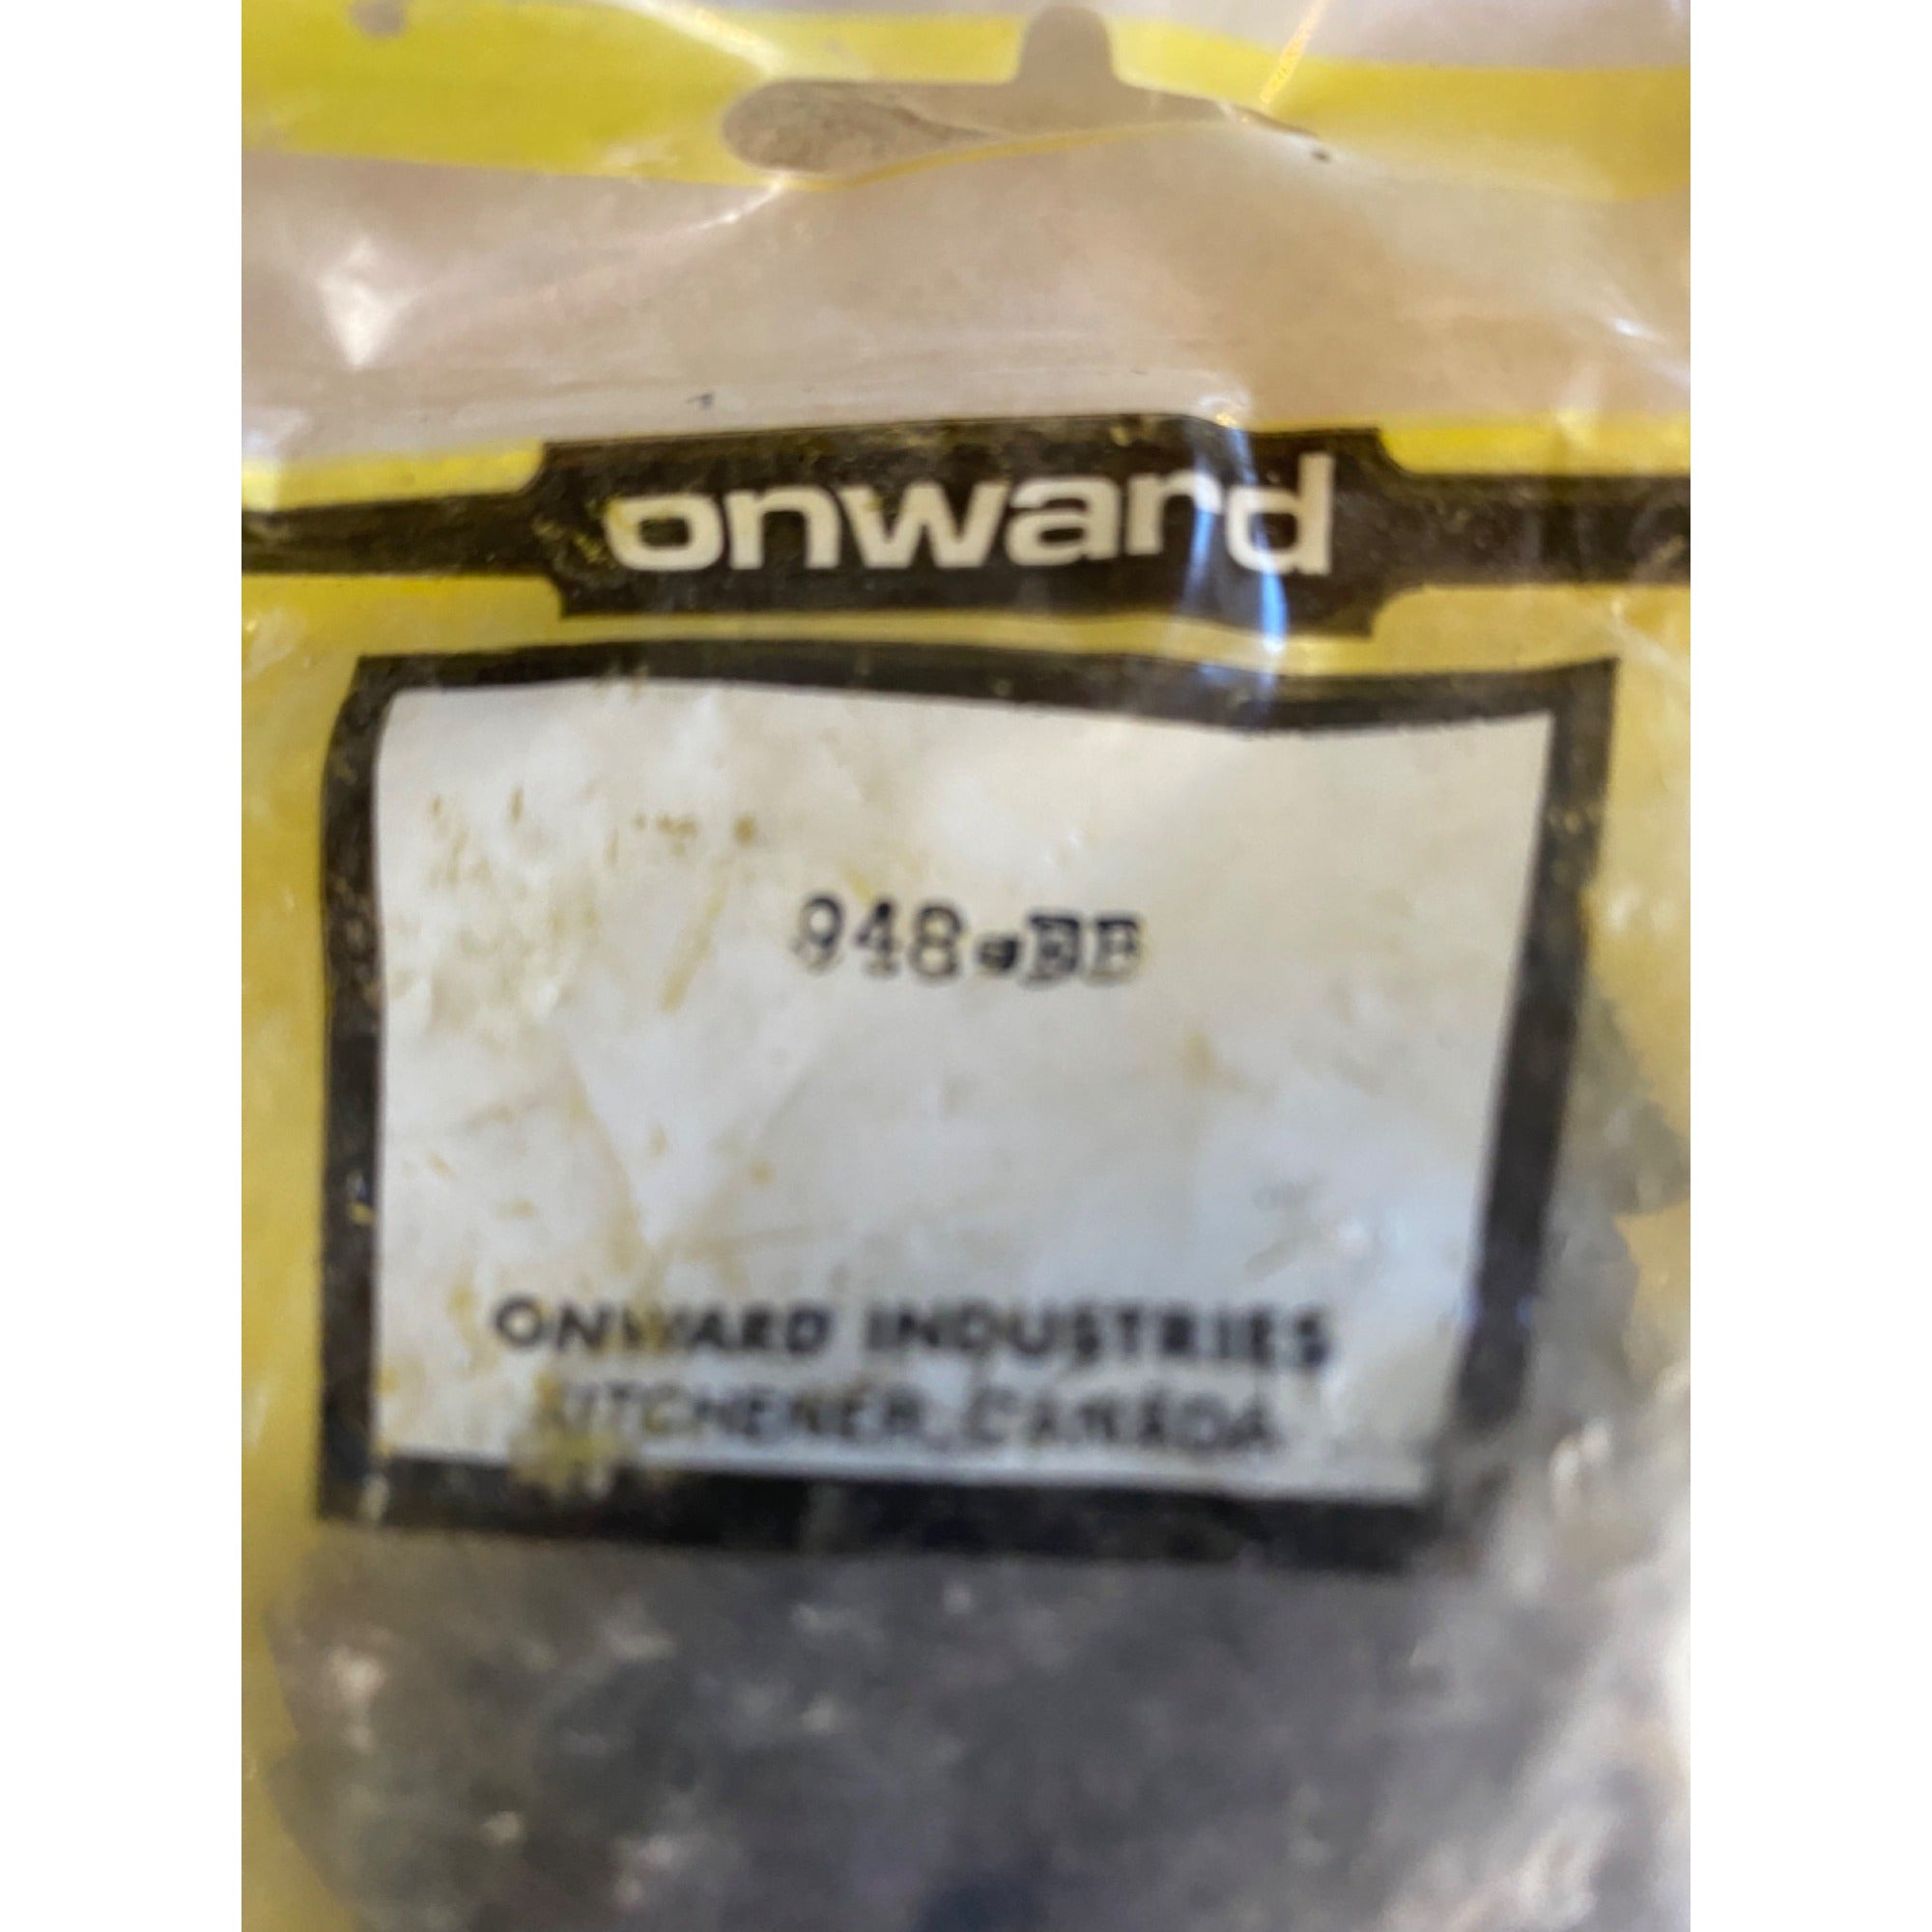 onward
948-BB
ONWARD INDUSTRIES
KITCHENER, CANADA